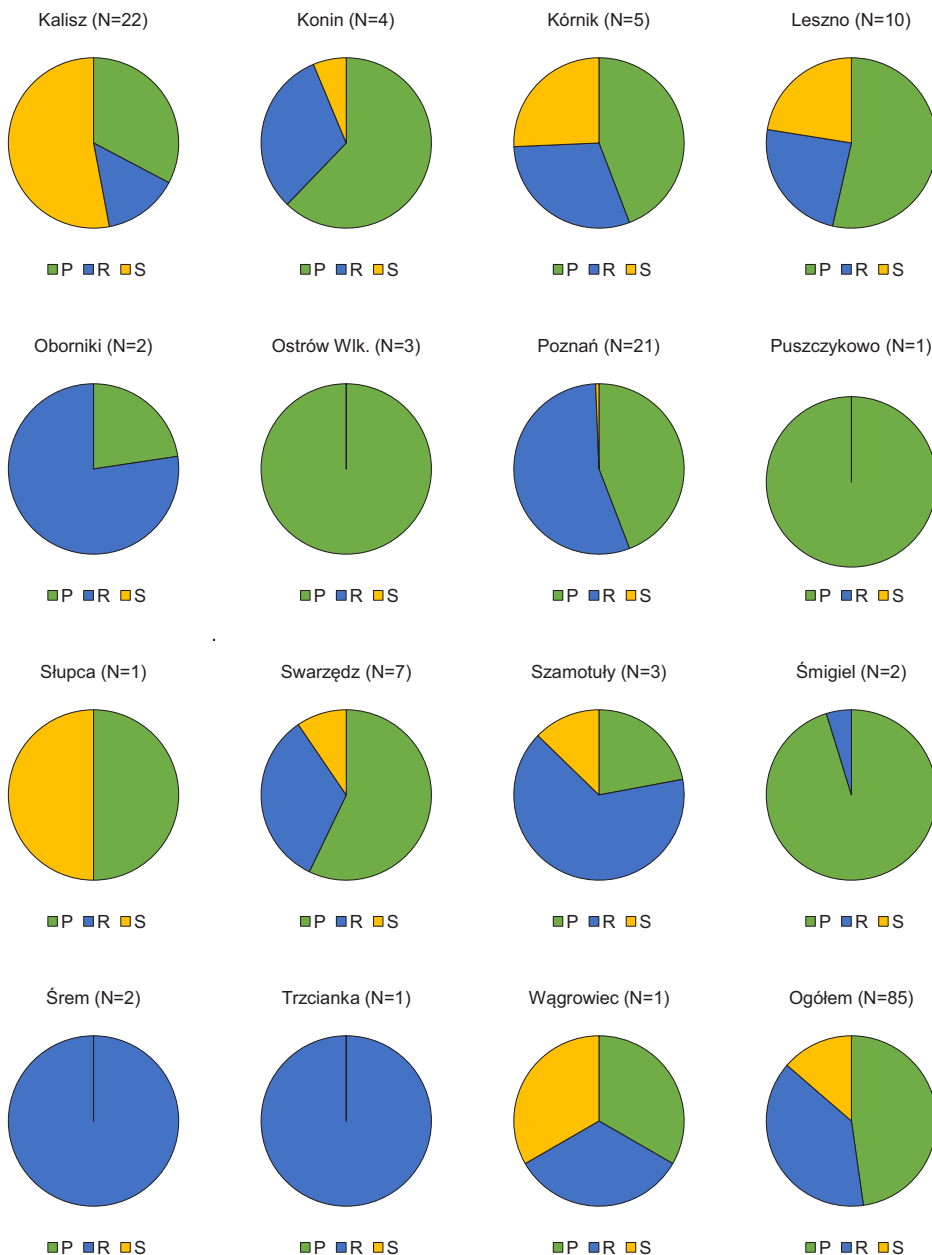 Kalisz (N=22)
Konin (N=4)
Kórnik (N=5)
Leszno (N=10)
P R S
P R S
P R S
P R S
Oborniki (N=2)
Ostrów Wlk. (N=3)
Poznań (N=21)
Puszczykowo (N=1)
P R S
P R S
P R S
P R S
.
Słupca (N=1)
Swarzędz (N=7)
Szamotuły (N=3)
Śmigiel (N=2)
P R S
P R S
P R S
P R S
Śrem (N=2)
Trzcianka (N=1)
Wągrowiec (N=1)
Ogółem (N=85)
P R S
P R S
P R S
P R S